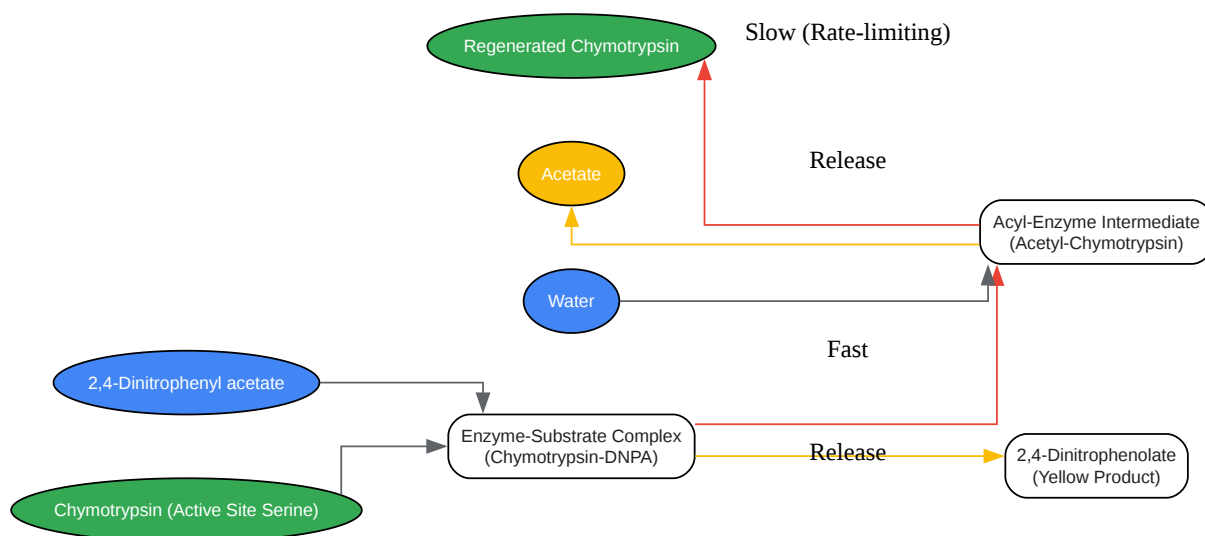 Slow (Rate-limiting)
Regenerated Chymotrypsin
Release
Acetate
Acyl-Enzyme Intermediate
(Acetyl-Chymotrypsin)
Water
Fast
2,4-Dinitrophenyl acetate
Enzyme-Substrate Complex
(Chymotrypsin-DNPA)
Release
2,4-Dinitrophenolate
(Yellow Product)
Chymotrypsin (Active Site Serine)